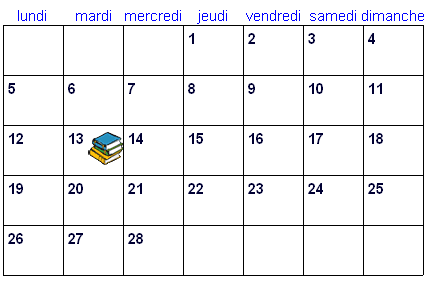 lundi mardi mercredi jeudi vendredi samedi dimanche
1 2 3 4
5 6 7 8 9 10 11
12 13 14 15 16 17 18
19 20 21 22 23 24 25
26 27 28